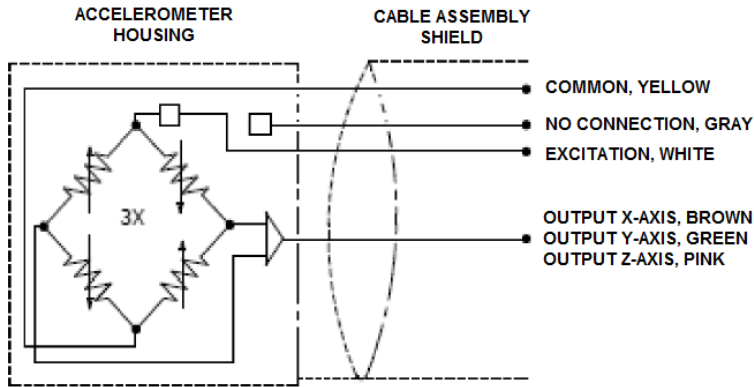 ACCELEROMETER
HOUSING
CABLE ASSEMBLY
SHIELD
COMMON, YELLOW
NO CONNECTION, GRAY
EXCITATION, WHITE
3X
OUTPUT X-AXIS, BROWN
OUTPUT Y-AXIS, GREEN
OUTPUT Z-AXIS, PINK